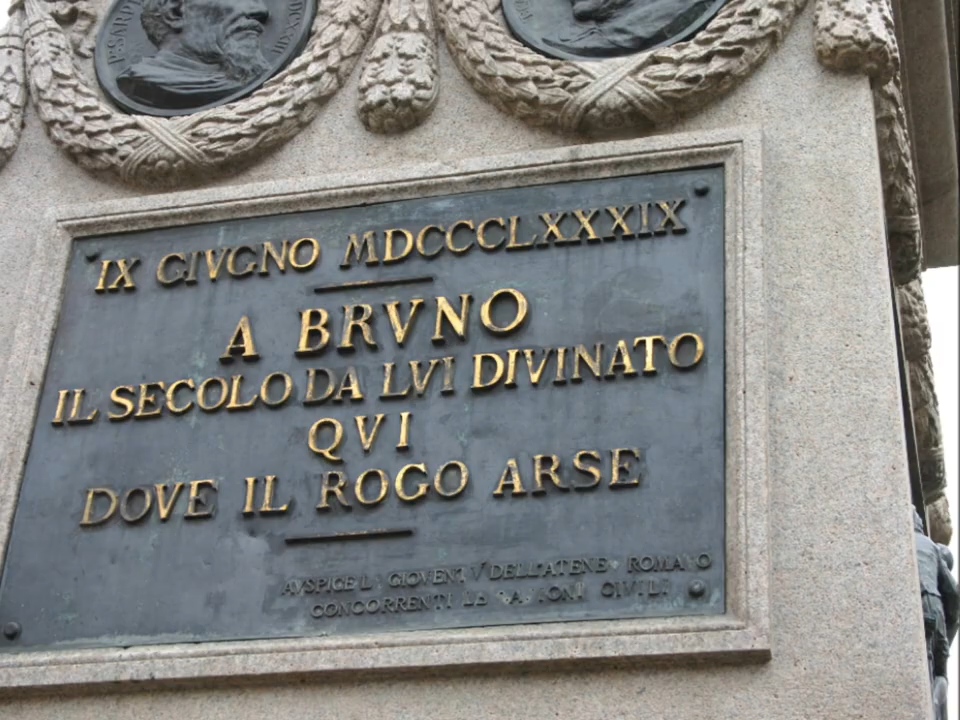 P. SARPI
IX GIVGNO MDCCCLXXXIX
A BRVNO
IL SECOLO DA LVI DIVINATO
QVI
DOVE IL ROGO ARSE
AVSPICE LA GIOVENTV DELL'ATENEO ROMANO
CONCORRENTI LE NAZIONI CIVILI